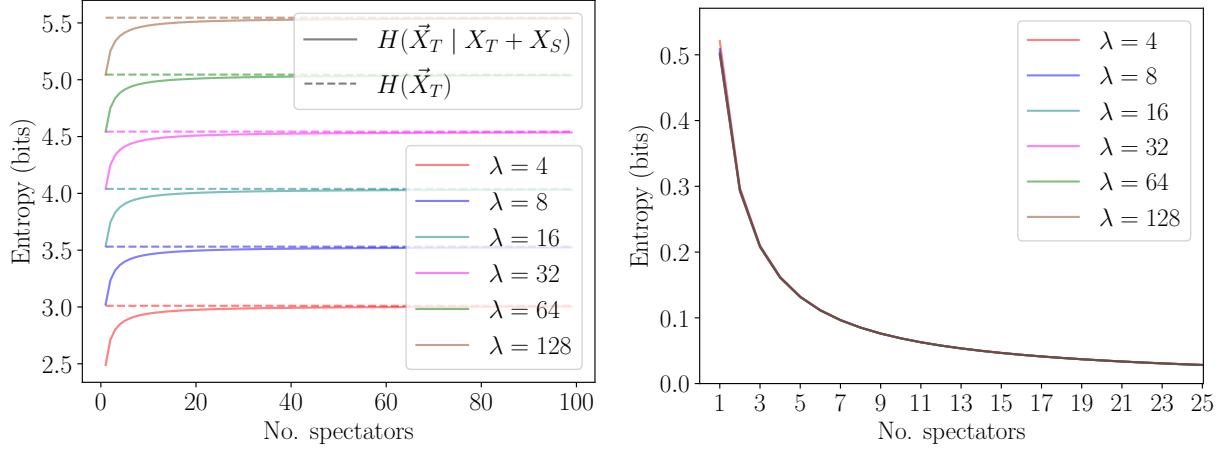 5.5
5.0
4.5
4.0
3.5
3.0
2.5
Entropy (bits)
0
20
40
60
80
100
No. spectators
H(X⃗_T | X_T + X_S)
H(X⃗_T)
λ = 4
λ = 8
λ = 16
λ = 32
λ = 64
λ = 128
0.5
0.4
0.3
0.2
0.1
0.0
Entropy (bits)
1
3
5
7
9
11
13
15
17
19
21
23
25
No. spectators
λ = 4
λ = 8
λ = 16
λ = 32
λ = 64
λ = 128